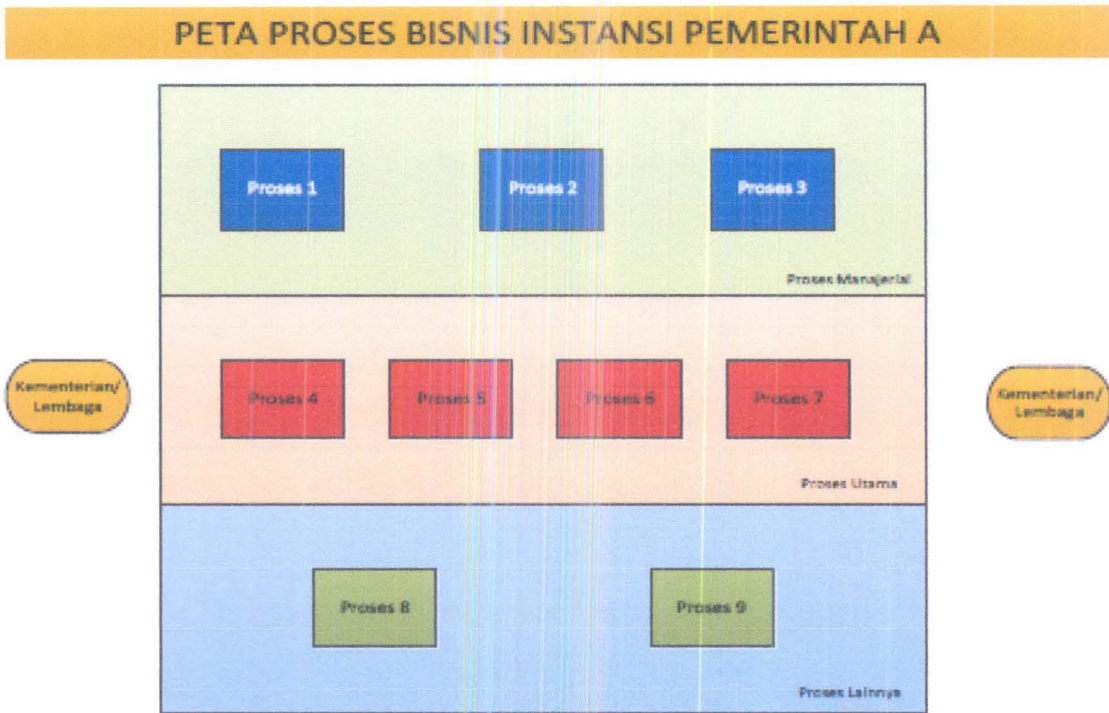 PETA PROSES BISNIS INSTANSI PEMERINTAH A
Proses 1
Proses 2
Proses 3
Proses Manajerial
Kementerian/
Lembaga
Proses 4
Proses 5
Proses 6
Proses 7
Kementerian/
Lembaga
Proses Utama
Proses 8
Proses 9
Proses Lainnya